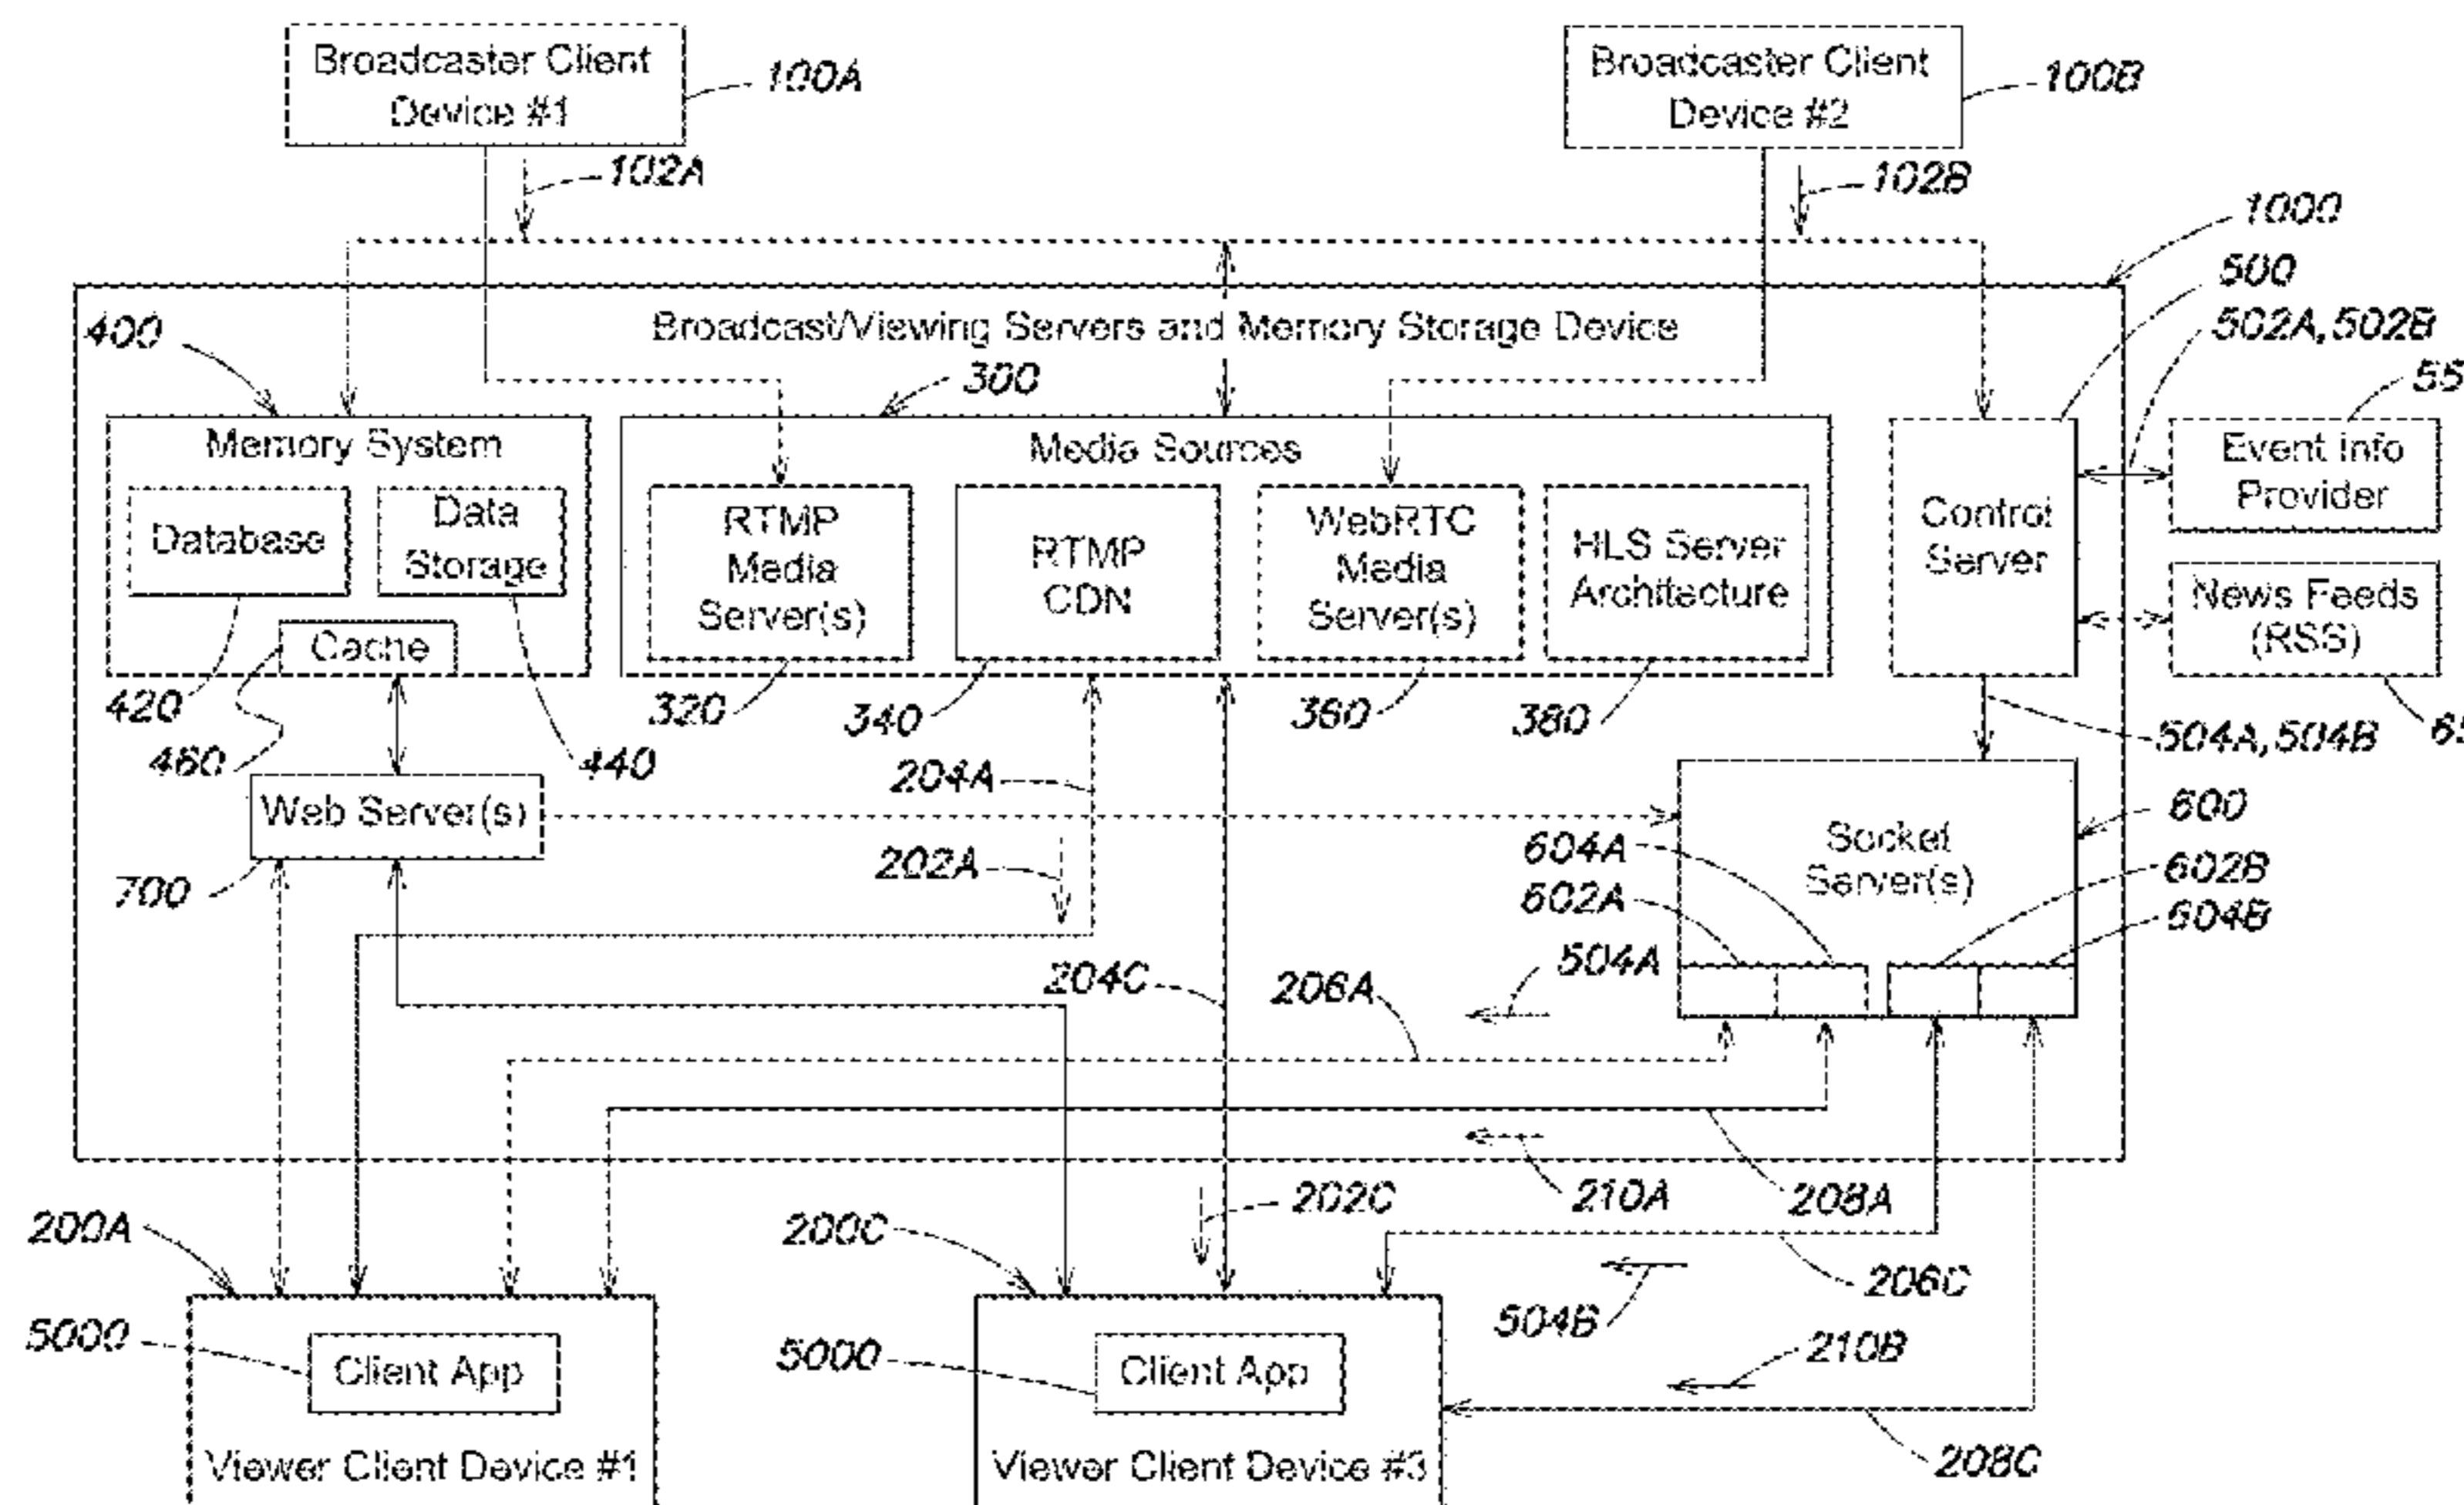 Broadcaster Client
Device #1
100A
Broadcaster Client
Device #2
100B
102A
102B
1000
500
502A, 502B
Broadcast/Viewing Servers and Memory Storage Device
400
300
55
Memory System
Media Sources
Event Info
Provider
Database
Data
Storage
Cache
RTMP
Media
Server(s)
RTMP
CDN
WebRTC
Media
Server(s)
HLS Server
Architecture
Control
Server
News Feeds
(RSS)
420
460
440
320
340
360
380
65
504A, 504B
204A
Web Server(s)
700
202A
600
Socket
Server(s)
604A
602A
602B
604B
504A
204C
206A
210A
208A
202C
200A
200C
206C
504B
5000
Client App
5000
Client App
210B
Viewer Client Device #1
Viewer Client Device #3
208C